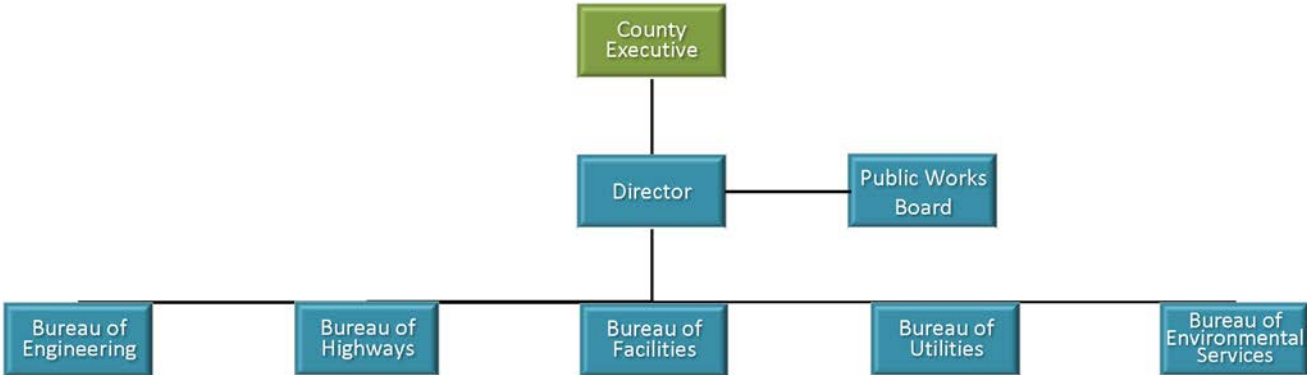 County
Executive
Director
Public Works
Board
Bureau of
Engineering
Bureau of
Highways
Bureau of
Facilities
Bureau of
Utilities
Bureau of
Environmental
Services